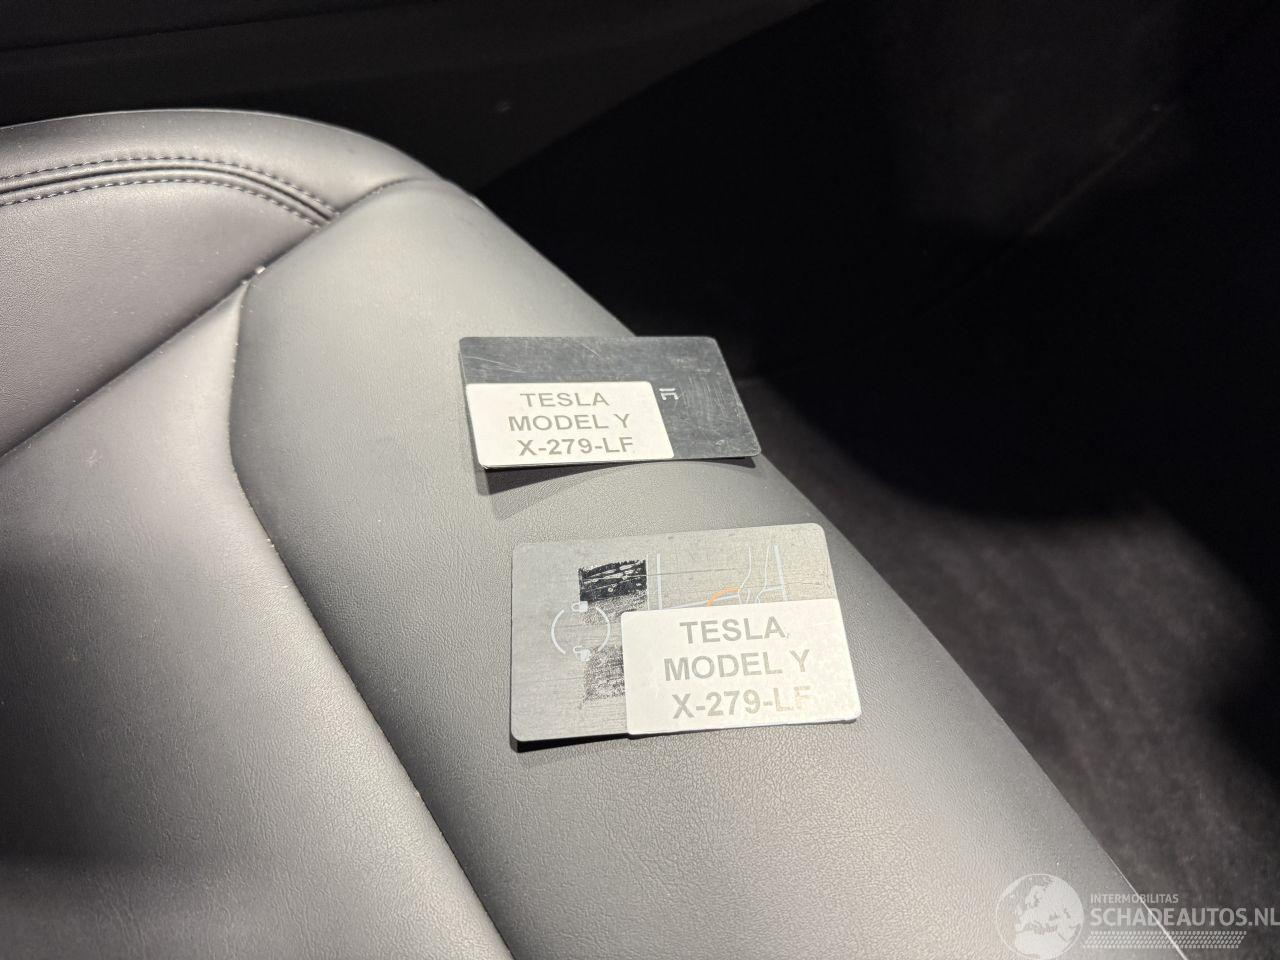 TESLA
MODEL Y
X-279-LF
TESLA
MODEL Y
X-279-LF
INTERMOBILITAS
SCHADEAUTOS.NL